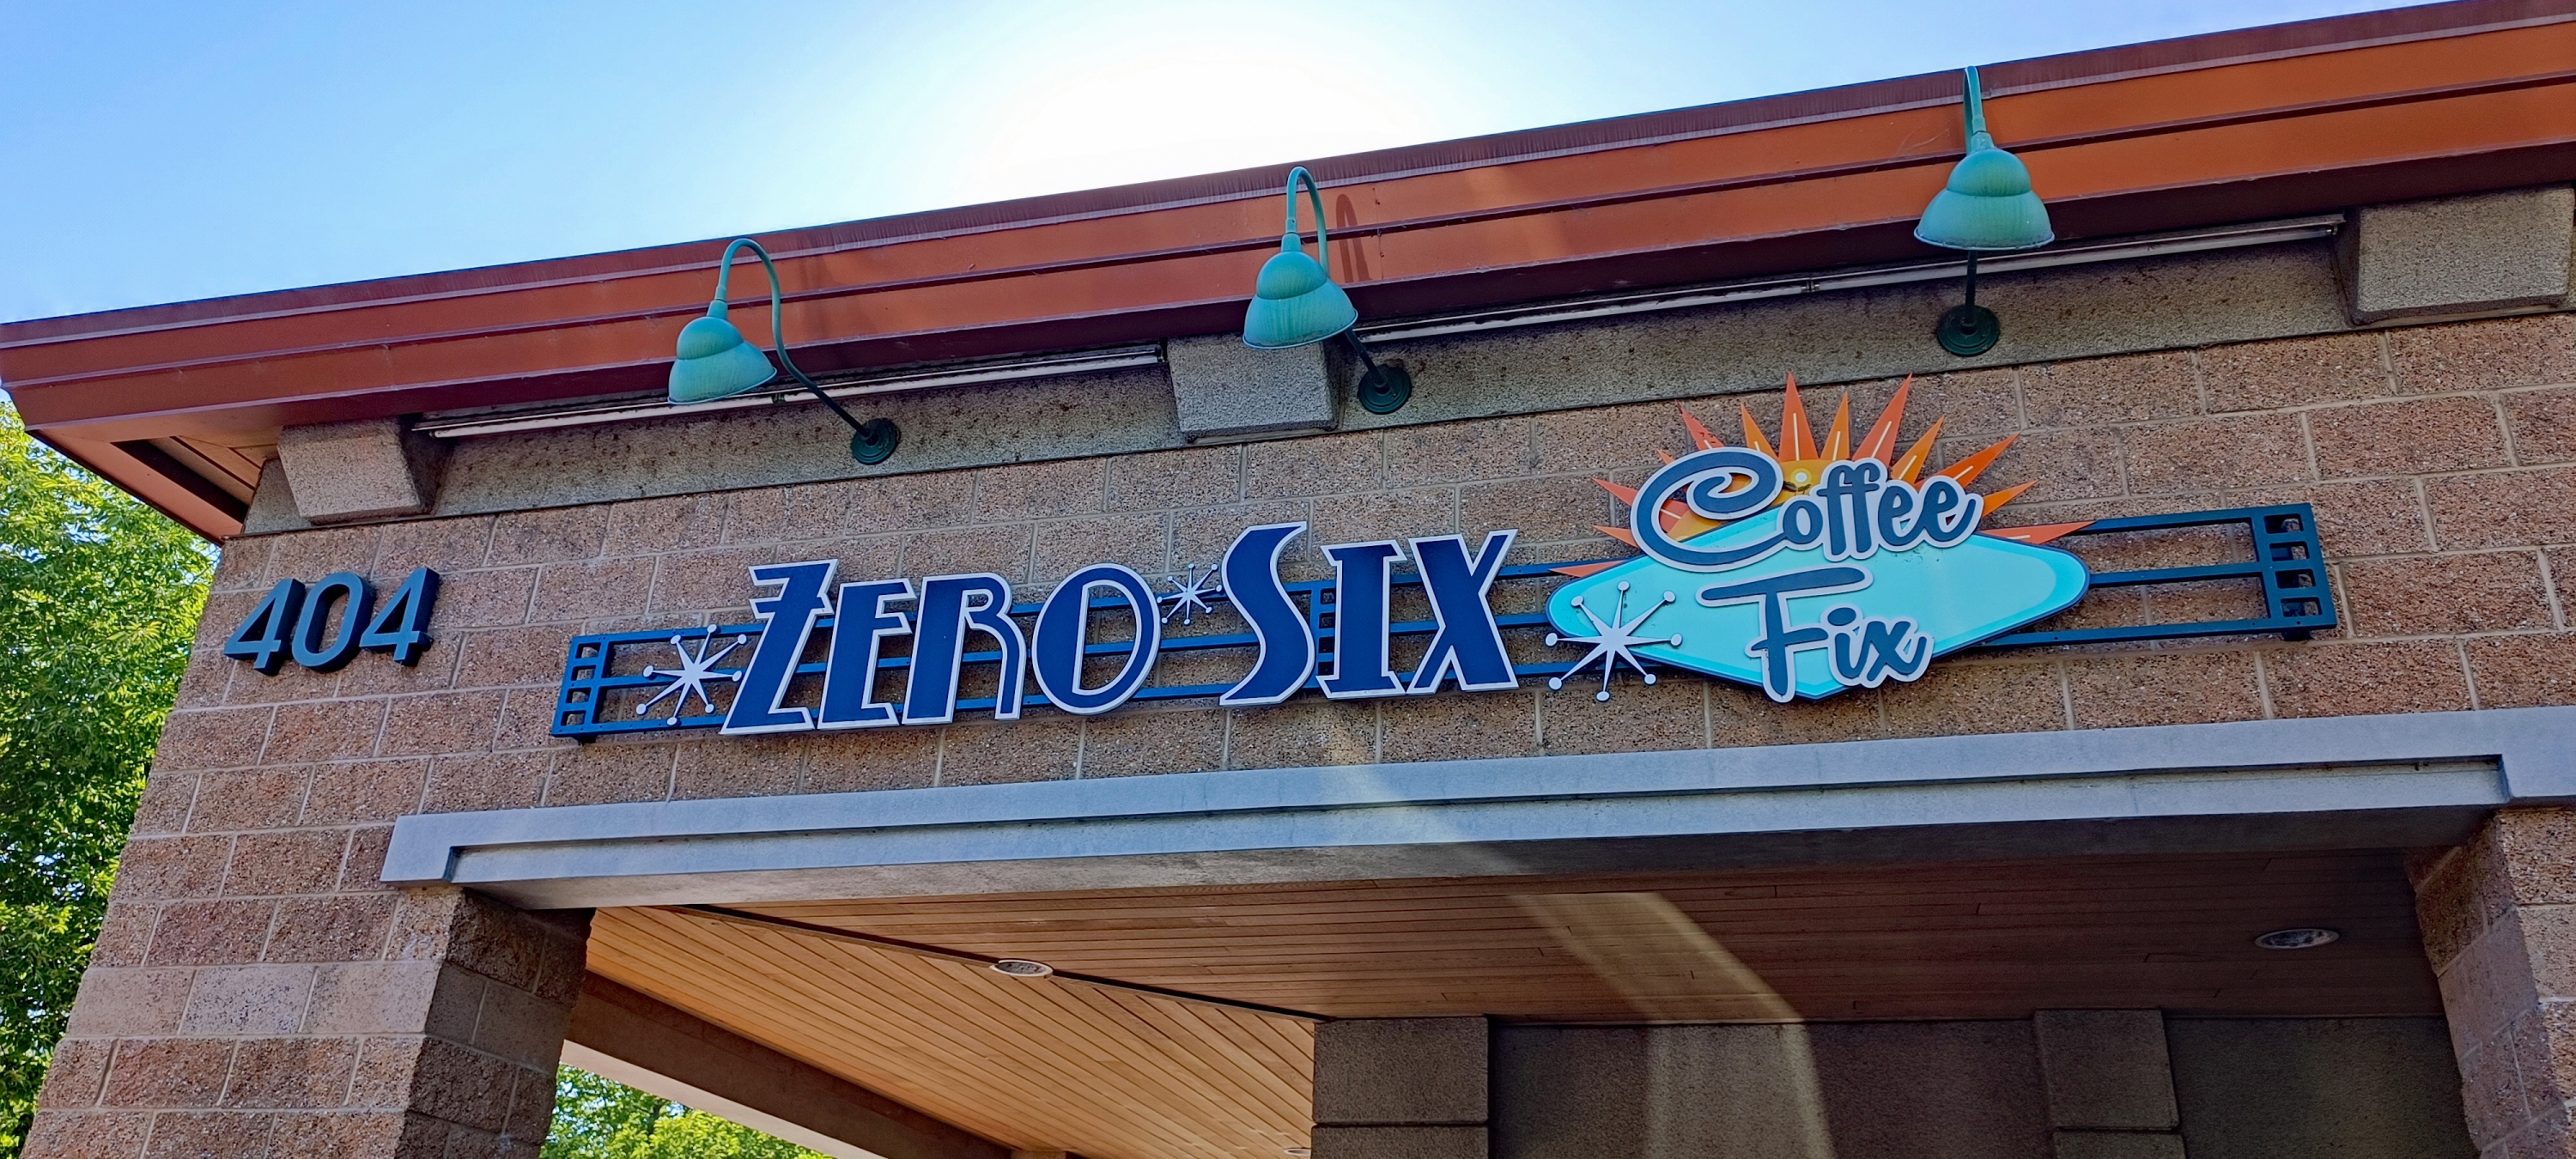 404
ZERO SIX
Coffee
Fix